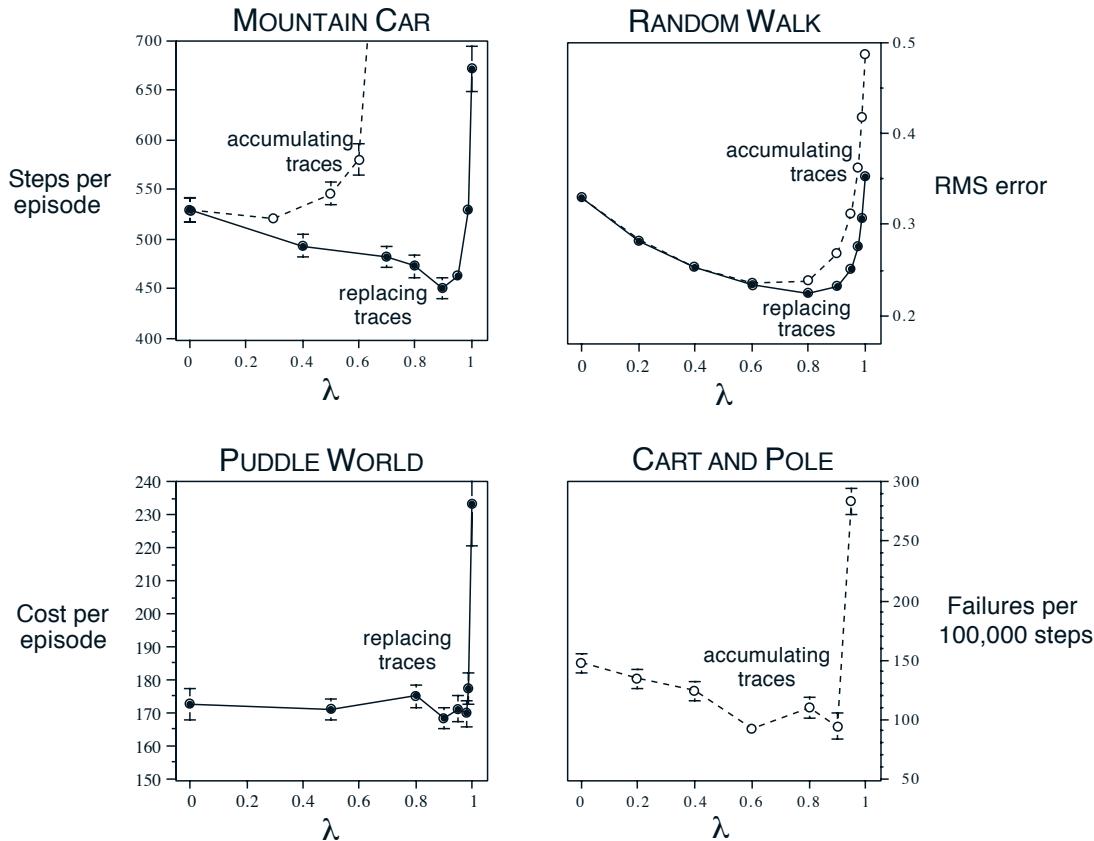 MOUNTAIN CAR
700
650
600
550
500
450
400
Steps per
episode
accumulating
traces
replacing
traces
0 0.2 0.4 0.6 0.8 1
λ
RANDOM WALK
0.5
0.4
0.3
0.2
RMS error
accumulating
traces
replacing
traces
0 0.2 0.4 0.6 0.8 1
λ
PUDDLE WORLD
240
230
220
210
200
190
180
170
160
150
Cost per
episode
replacing
traces
0 0.2 0.4 0.6 0.8 1
λ
CART AND POLE
300
250
200
150
100
50
Failures per
100,000 steps
accumulating
traces
0 0.2 0.4 0.6 0.8 1
λ